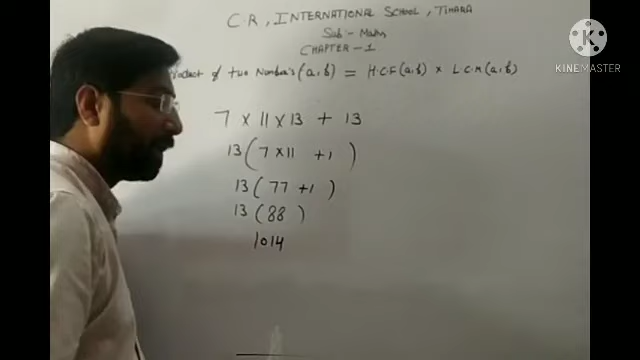 C.R, INTERNATIONAL SCHOOL, TIHARA
Sub:- Maths
CHAPTER-1
Product of two Number's (a,b) = H.C.F(a,b) × L.C.M(a,b)
7 × 11 × 13 + 13
13(7×11 +1)
13(77+1)
13(88)
1014
KINEMASTER